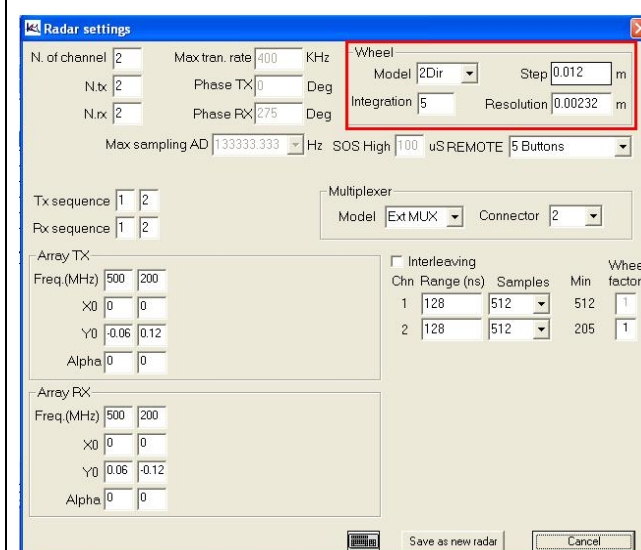 Radar settings
N. of channel 2 Max tran. rate 400 KHz
N.tx 2 Phase TX 0 Deg
N.rx 2 Phase RX 275 Deg
Wheel
Model 2Dir Step 0.012 m
Integration 5 Resolution 0.00232 m
Max sampling AD 133333.333 Hz SOS High 100 uS REMOTE 5 Buttons
Tx sequence 1 2
Rx sequence 1 2
Multiplexer
Model Ext MUX Connector 2
Array TX
Freq.(MHz) 500 200
X0 0 0
Y0 -0.06 0.12
Alpha 0 0
Interleaving
Chn Range (ns) Samples Min Whee factor
1 128 512 512 1
2 128 512 205 1
Array RX
Freq.(MHz) 500 200
X0 0 0
Y0 0.06 -0.12
Alpha 0 0
Save as new radar Cancel